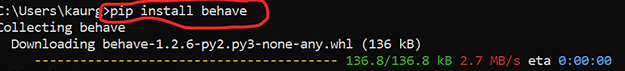 C:\Users\kaurg>pip install behave
Collecting behave
Downloading behave-1.2.6-py2.py3-none-any.whl (136 kB)
---------------------------------------- 136.8/136.8 kB 2.7 MB/s eta 0:00:00